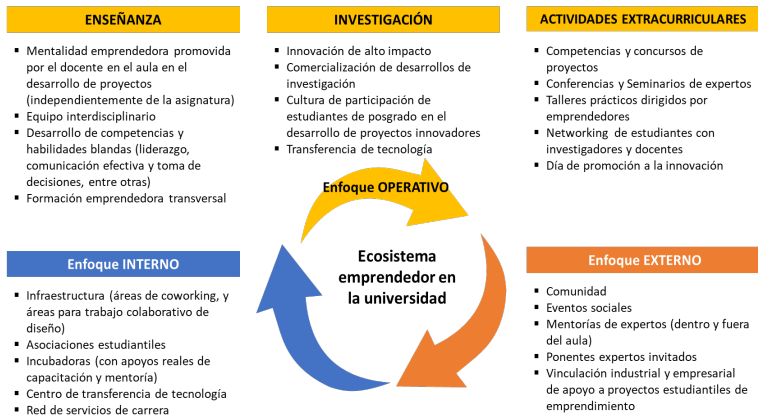 ENSEÑANZA
▪ Mentalidad emprendedora promovida
por el docente en el aula en el
desarrollo de proyectos
(independientemente de la asignatura)
▪ Equipo interdisciplinario
▪ Desarrollo de competencias y
habilidades blandas (liderazgo,
comunicación efectiva y toma de
decisiones, entre otras)
▪ Formación emprendedora transversal
INVESTIGACIÓN
▪ Innovación de alto impacto
▪ Comercialización de desarrollos de
investigación
▪ Cultura de participación de
estudiantes de posgrado en el
desarrollo de proyectos innovadores
▪ Transferencia de tecnología
ACTIVIDADES EXTRACURRICULARES
▪ Competencias y concursos de
proyectos
▪ Conferencias y Seminarios de expertos
▪ Talleres prácticos dirigidos por
emprendedores
▪ Networking de estudiantes con
investigadores y docentes
▪ Día de promoción a la innovación
Enfoque OPERATIVO
Ecosistema
emprendedor en
la universidad
Enfoque INTERNO
▪ Infraestructura (áreas de coworking, y
áreas para trabajo colaborativo de
diseño)
▪ Asociaciones estudiantiles
▪ Incubadoras (con apoyos reales de
capacitación y mentoría)
▪ Centro de transferencia de tecnología
▪ Red de servicios de carrera
Enfoque EXTERNO
▪ Comunidad
▪ Eventos sociales
▪ Mentorías de expertos (dentro y fuera
del aula)
▪ Ponentes expertos invitados
▪ Vinculación industrial y empresarial
de apoyo a proyectos estudiantiles de
emprendimiento